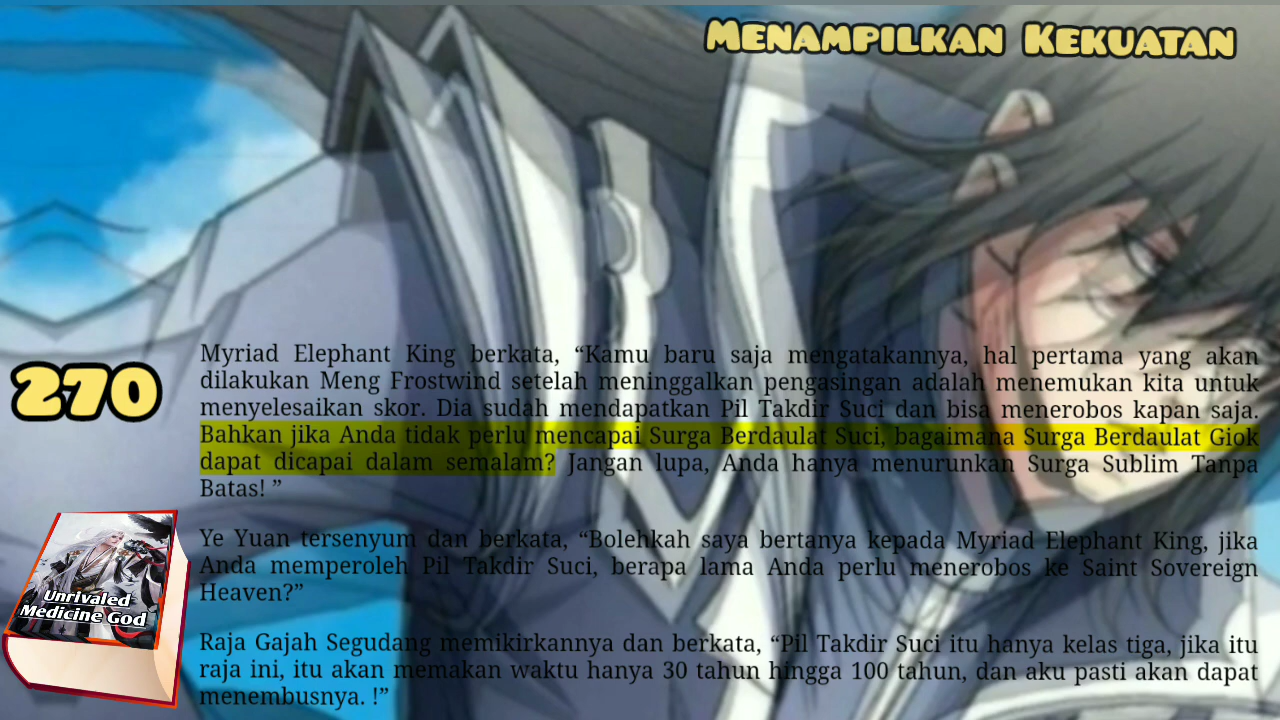 Menampilkan Kekuatan
270
Myriad Elephant King berkata, “Kamu baru saja mengatakannya, hal pertama yang akan
dilakukan Meng Frostwind setelah meninggalkan pengasingan adalah menemukan kita untuk
menyelesaikan skor. Dia sudah mendapatkan Pil Takdir Suci dan bisa menerobos kapan saja.
Bahkan jika Anda tidak perlu mencapai Surga Berdaulat Suci, bagaimana Surga Berdaulat Giok
dapat dicapai dalam semalam? Jangan lupa, Anda hanya menurunkan Surga Sublim Tanpa
Batas! ”
Ye Yuan tersenyum dan berkata, “Bolehkah saya bertanya kepada Myriad Elephant King, jika
Anda memperoleh Pil Takdir Suci, berapa lama Anda perlu menerobos ke Saint Sovereign
Heaven?”
Raja Gajah Segudang memikirkannya dan berkata, “Pil Takdir Suci itu hanya kelas tiga, jika itu
raja ini, itu akan memakan waktu hanya 30 tahun hingga 100 tahun, dan aku pasti akan dapat
menembusnya. !”
Unrivaled
Medicine God